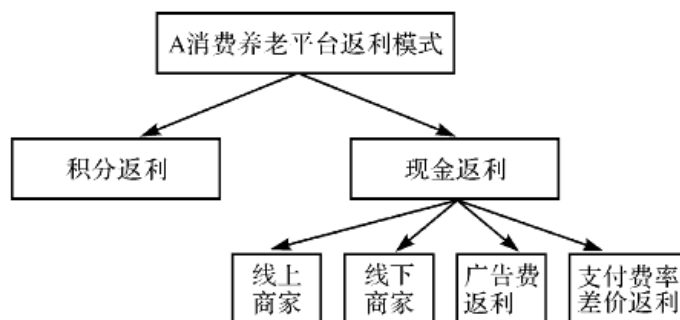 A消费养老平台返利模式
积分返利
现金返利
线上
商家
线下
商家
广告费
返利
支付费率
差价返利